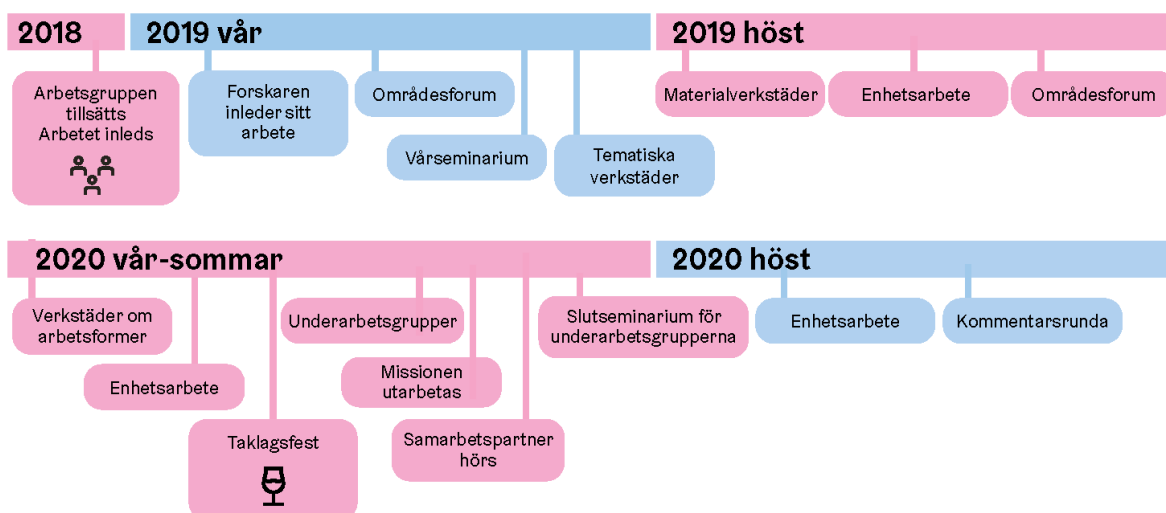 2018
2019 vår
2019 höst
Arbetsgruppen
tillsätts
Arbetet inleds
Forskaren
inleder sitt
arbete
Områdesforum
Vårseminarium
Tematiska
verkstäder
Materialverkstäder
Enhetsarbete
Områdesforum
2020 vår-sommar
2020 höst
Verkstäder om
arbetsformer
Enhetsarbete
Taklagsfest
Underarbetsgrupper
Missionen
utarbetas
Samarbetspartner
hörs
Slutseminarium för
underarbetsgrupperna
Enhetsarbete
Kommentarsrunda